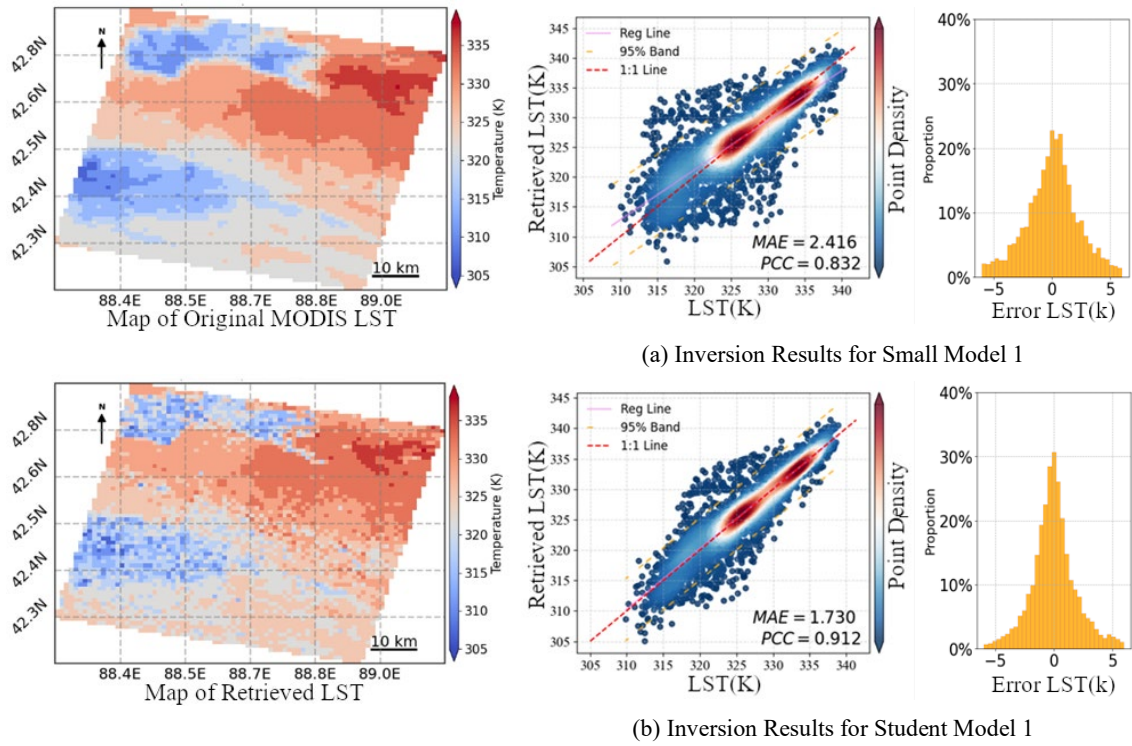 N
42.8N
42.6N
42.5N
42.4N
42.3N
88.4E 88.5E 88.7E 88.8E 89.0E
10 km
335
330
325
320
315
310
305
Temperature (K)
Map of Original MODIS LST
345
340
335
330
325
320
315
310
305
Retrieved LST(K)
Reg Line
95% Band
1:1 Line
MAE = 2.416
PCC = 0.832
305 310 315 320 325 330 335 340
LST(K)
Point Density
40%
30%
20%
10%
0%
Proportion
−5 0 5
Error LST(k)
(a) Inversion Results for Small Model 1
N
42.8N
42.6N
42.5N
42.4N
42.3N
88.4E 88.5E 88.7E 88.8E 89.0E
10 km
335
330
325
320
315
310
305
Temperature (K)
Map of Retrieved LST
345
340
335
330
325
320
315
310
305
Retrieved LST(K)
Reg Line
95% Band
1:1 Line
MAE = 1.730
PCC = 0.912
305 310 315 320 325 330 335 340
LST(K)
Point Density
40%
30%
20%
10%
0%
Proportion
−5 0 5
Error LST(k)
(b) Inversion Results for Student Model 1